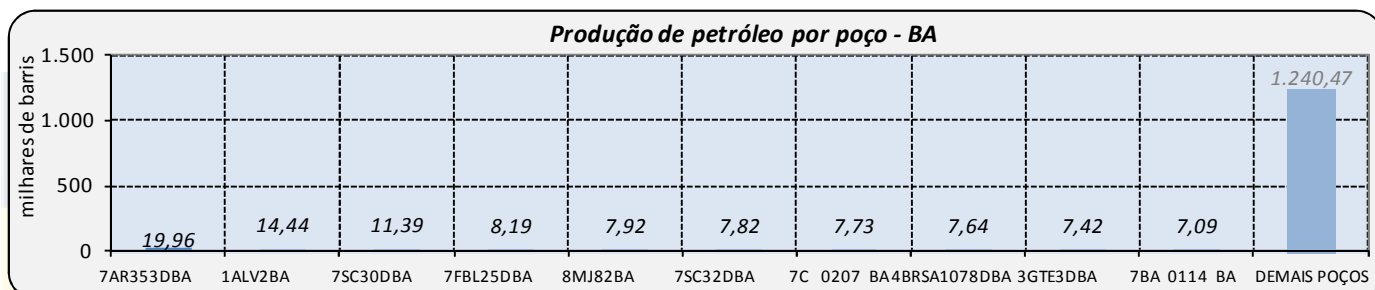 Produção de petróleo por poço - BA
milhares de barris
1.500
1.000
500
0
19,96
14,44
11,39
8,19
7,92
7,82
7,73
7,64
7,42
7,09
1.240,47
7AR353DBA
1ALV2BA
7SC30DBA
7FBL25DBA
8MJ82BA
7SC32DBA
7C 0207 BA
4BRSA1078DBA
3GTE3DBA
7BA 0114 BA
DEMAIS POÇOS